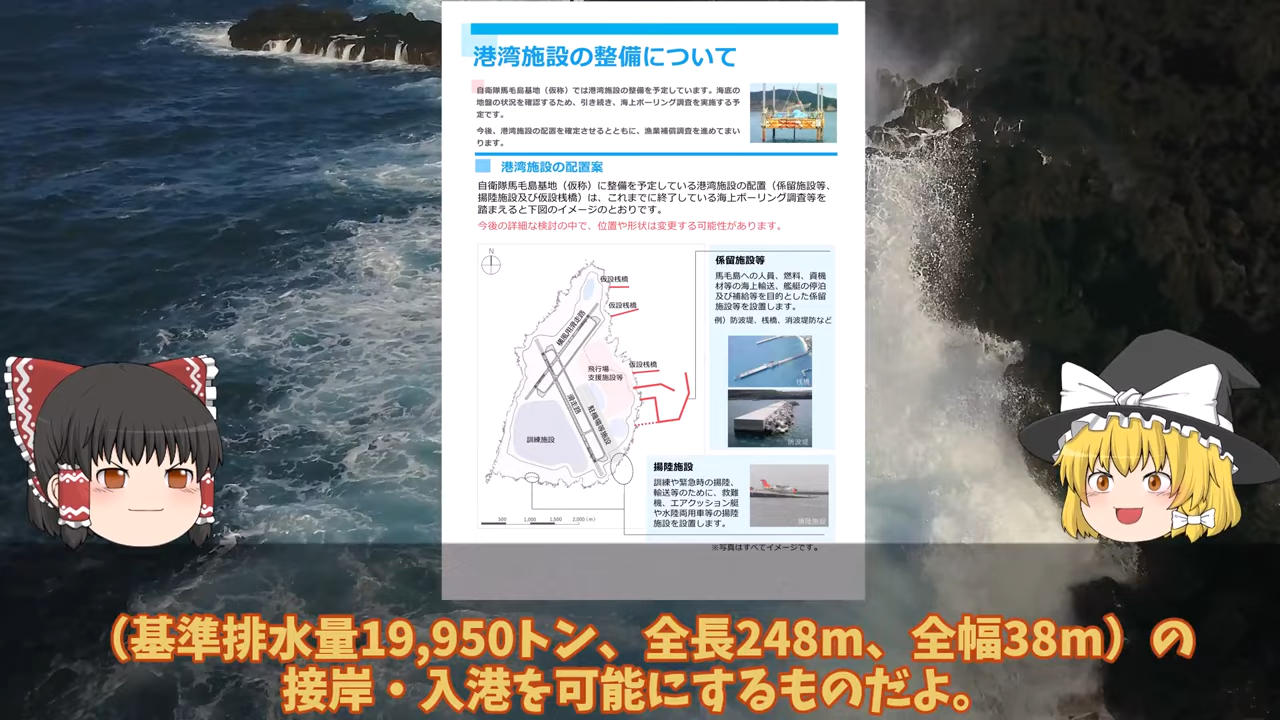 港湾施設の整備について
自衛隊馬毛島基地（仮称）では港湾施設の整備を予定しています。海底の
地盤の状況を確認するため、引き続き、海上ボーリング調査を実施する予
定です。
今後、港湾施設の配置を確定させるとともに、漁業補償調査を進めてまい
ります。
港湾施設の配置案
自衛隊馬毛島基地（仮称）に整備を予定している港湾施設の配置（係留施設等、
揚陸施設及び仮設桟橋）は、これまでに終了している海上ボーリング調査等を
踏まえると下図のイメージのとおりです。
今後の詳細な検討の中で、位置や形状は変更する可能性があります。
N
仮設桟橋
仮設桟橋
横風用滑走路
仮設桟橋
飛行場
支援施設等
滑走路
駐機場等施設
訓練施設
500 1,000 1,500 2,000（m）
係留施設等
馬毛島への人員、燃料、資機
材等の海上輸送、艦艇の停泊
及び補給等を目的とした係留
施設等を設置します。
例）防波堤、桟橋、消波堤防など
桟橋
防波堤
揚陸施設
訓練や緊急時の揚陸、
輸送等のために、救難
機、エアクッション艇
や水陸両用車等の揚陸
施設を設置します。
揚陸施設
※写真はすべてイメージです。
（基準排水量19,950トン、全長248m、全幅38m）の
接岸・入港を可能にするものだよ。